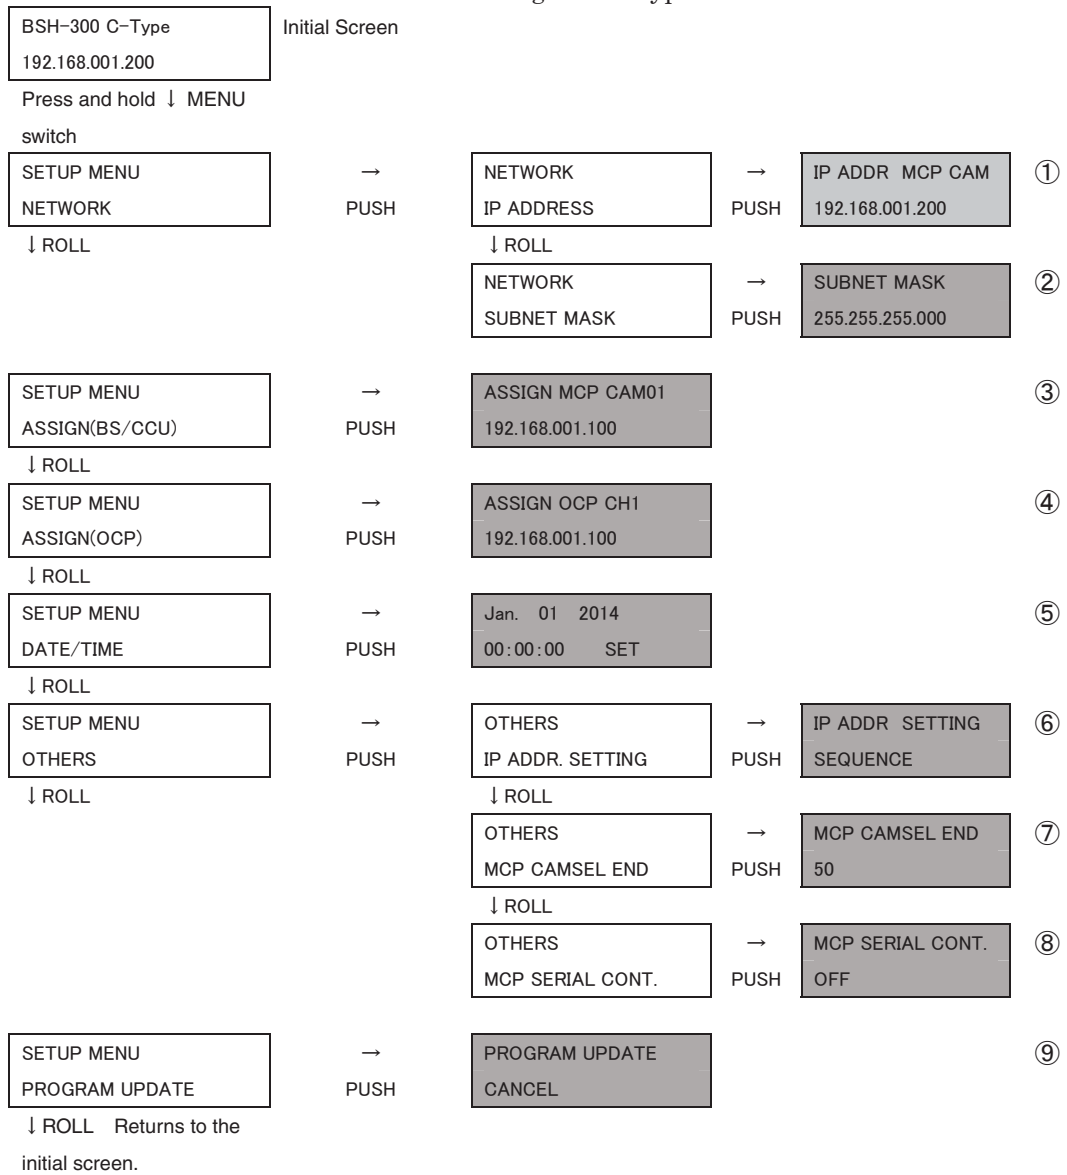 BSH-300 C-Type Initial Screen
192.168.001.200
Press and hold ↓ MENU
switch
SETUP MENU → NETWORK → IP ADDR MCP CAM ①
NETWORK PUSH IP ADDRESS PUSH 192.168.001.200
↓ROLL ↓ROLL
NETWORK → SUBNET MASK ②
SUBNET MASK PUSH 255.255.255.000
SETUP MENU → ASSIGN MCP CAM01 ③
ASSIGN(BS/CCU) PUSH 192.168.001.100
↓ROLL
SETUP MENU → ASSIGN OCP CH1 ④
ASSIGN(OCP) PUSH 192.168.001.100
↓ROLL
SETUP MENU → Jan. 01 2014 ⑤
DATE/TIME PUSH 00:00:00 SET
↓ROLL
SETUP MENU → OTHERS → IP ADDR SETTING ⑥
OTHERS PUSH IP ADDR. SETTING PUSH SEQUENCE
↓ROLL ↓ROLL
OTHERS → MCP CAMSEL END ⑦
MCP CAMSEL END PUSH 50
↓ROLL
OTHERS → MCP SERIAL CONT. ⑧
MCP SERIAL CONT. PUSH OFF
SETUP MENU → PROGRAM UPDATE ⑨
PROGRAM UPDATE PUSH CANCEL
↓ROLL Returns to the
initial screen.